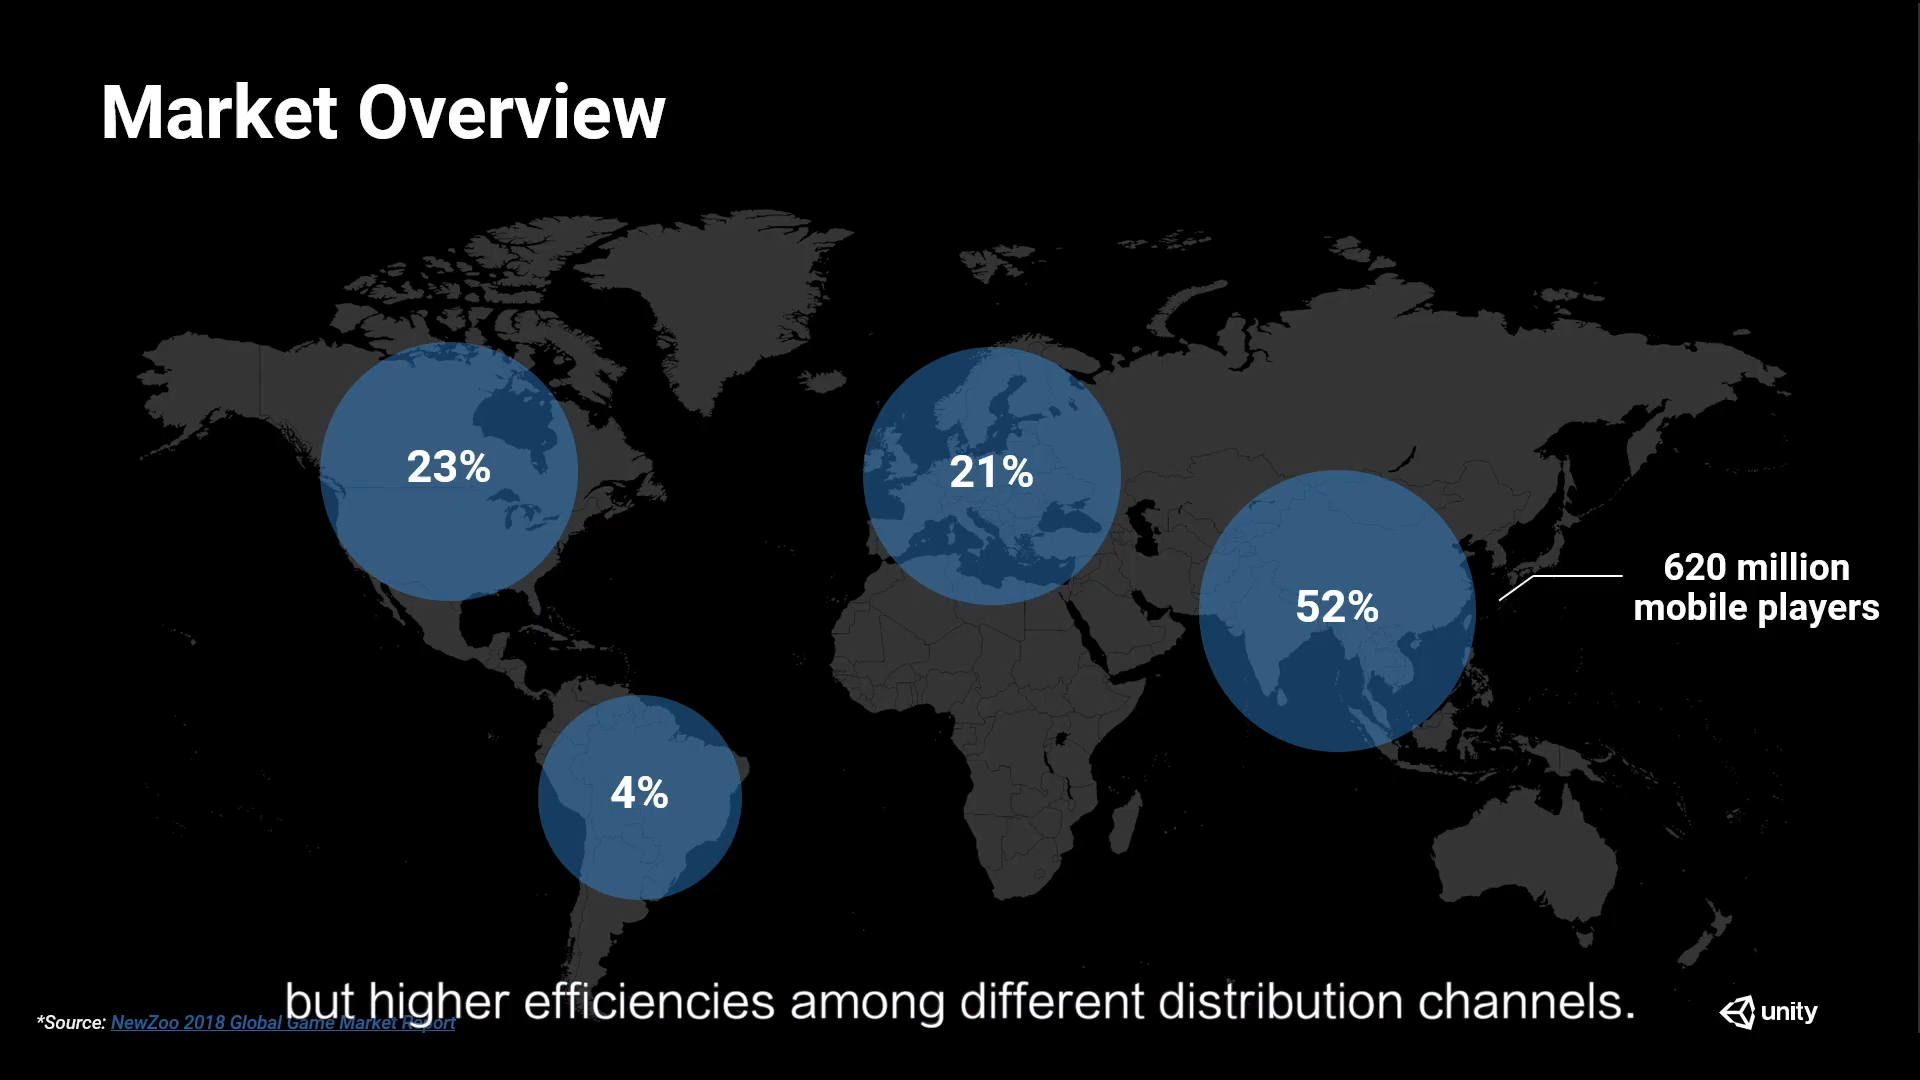 Market Overview
23%
21%
52%
620 million
mobile players
4%
but higher efficiencies among different distribution channels.
*Source: NewZoo 2018 Global Game Market Report
unity